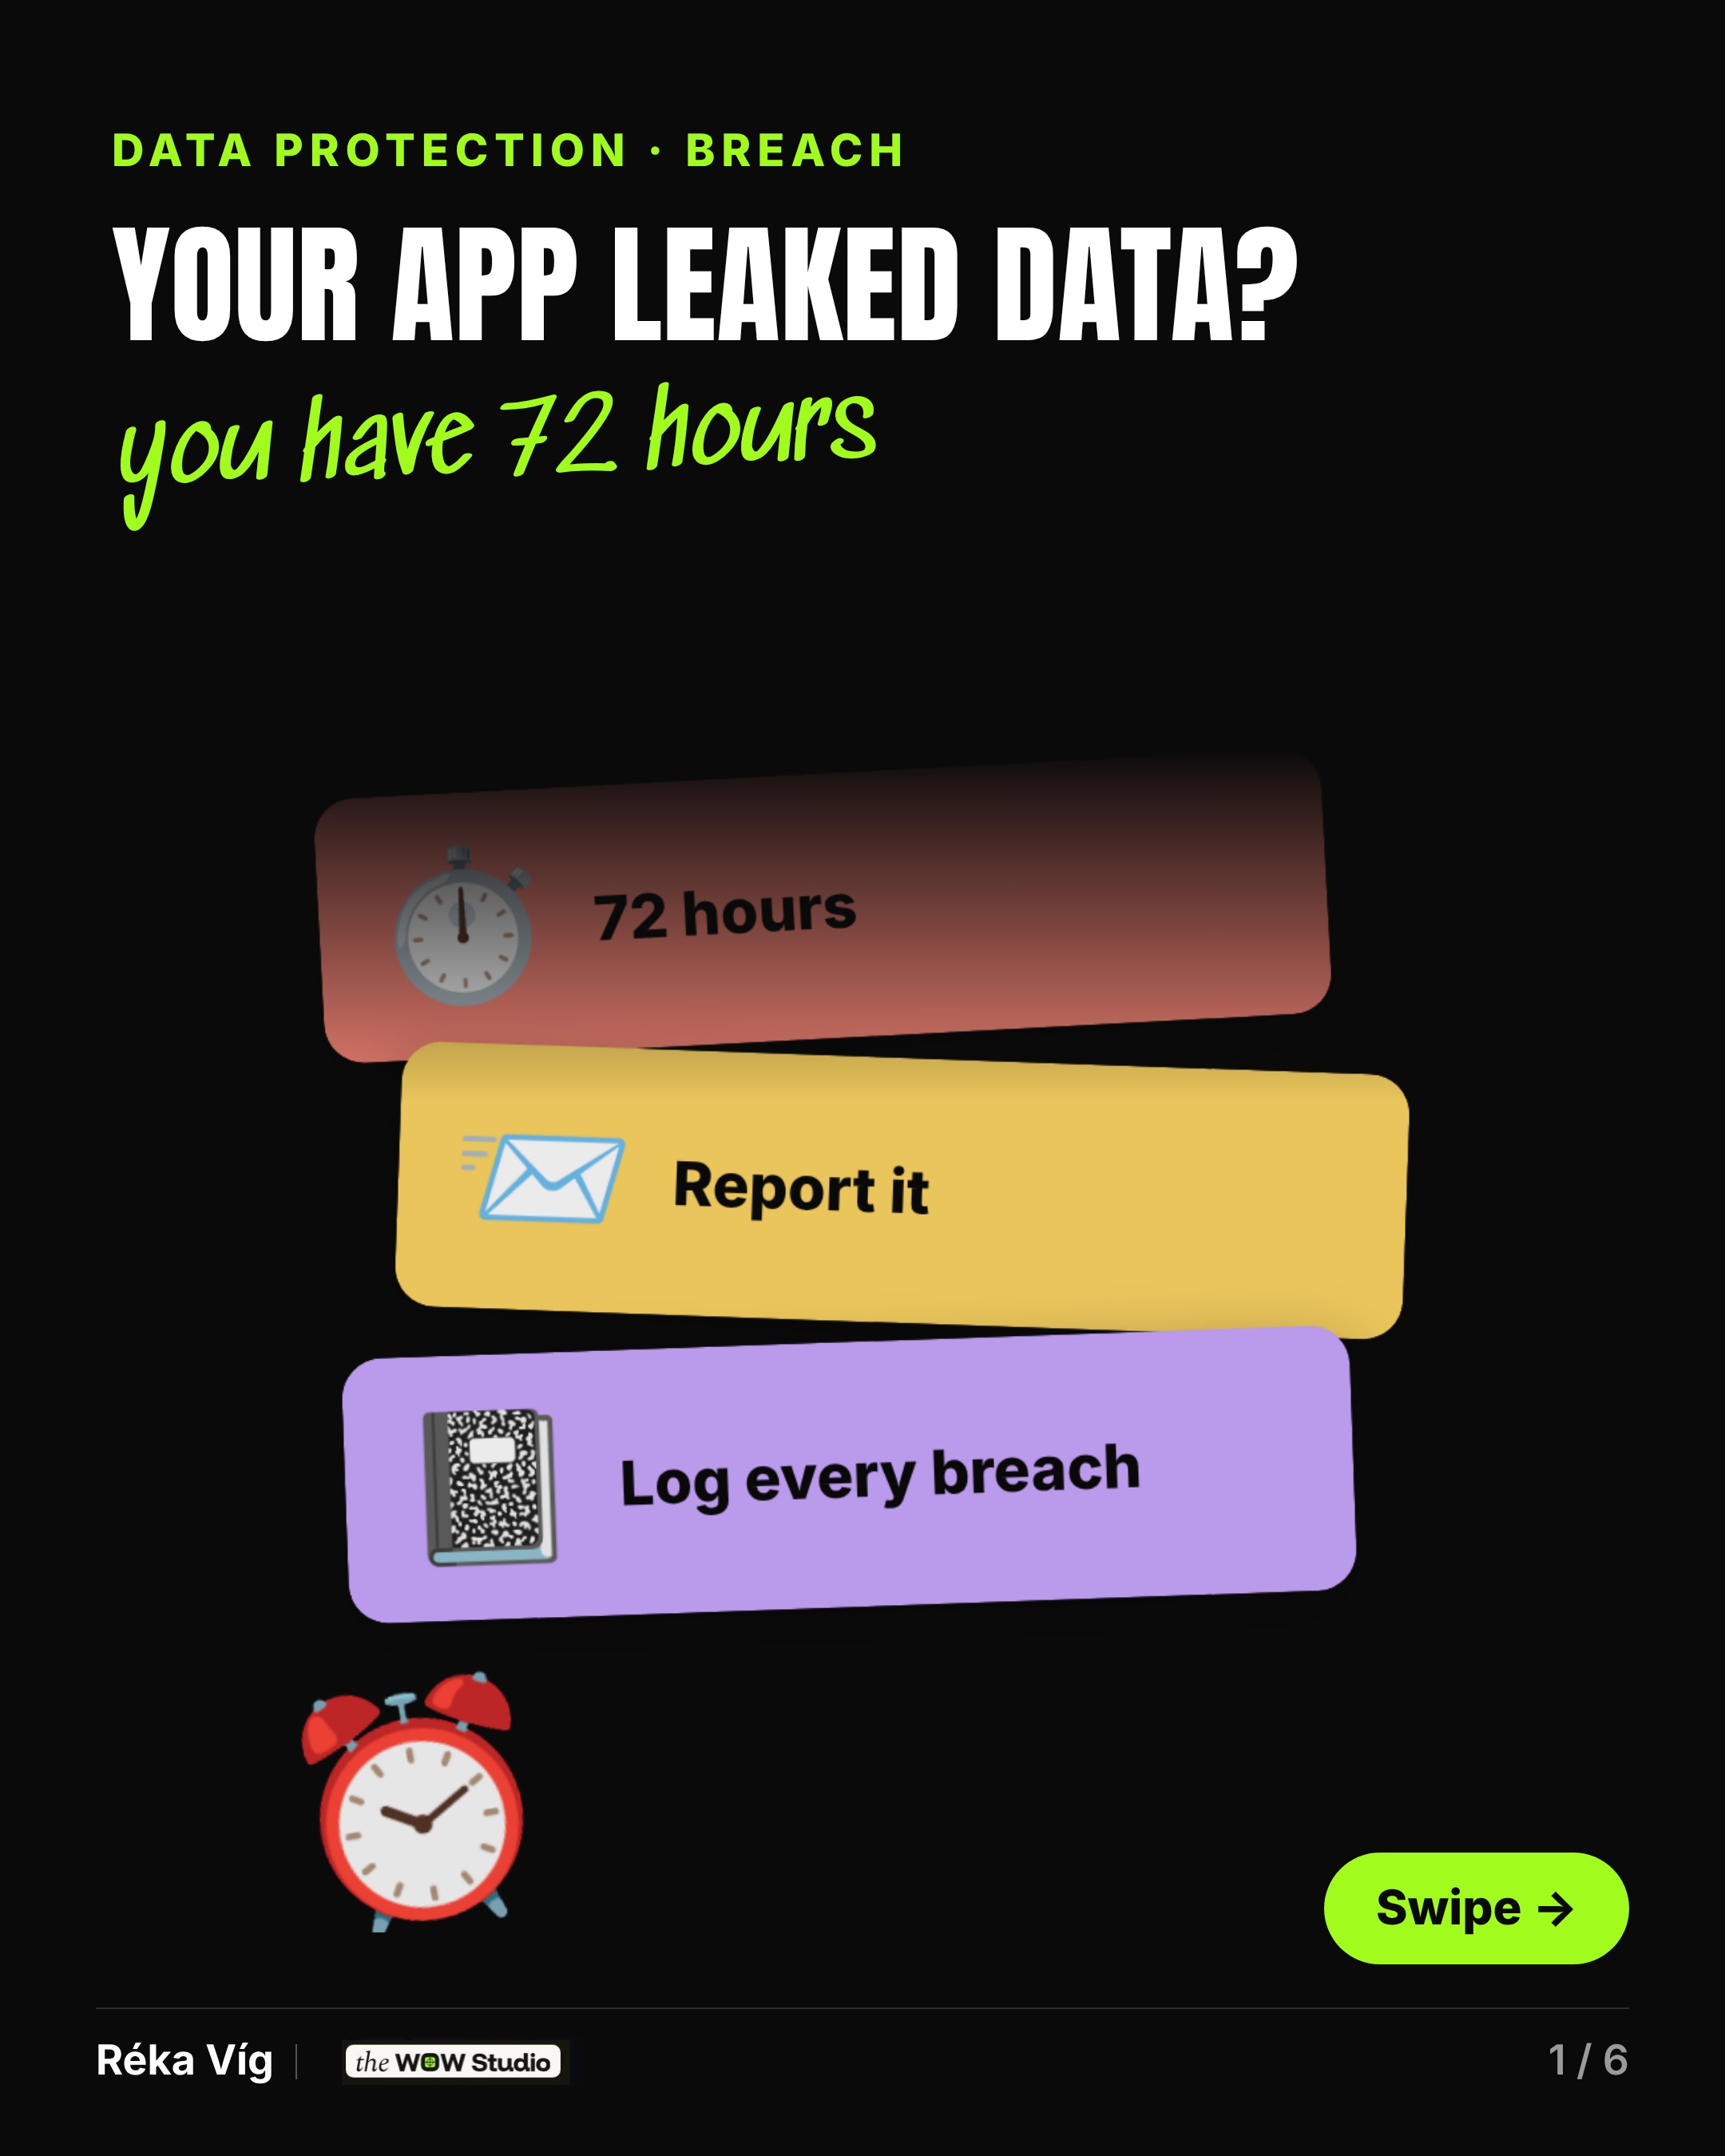 DATA PROTECTION · BREACH
YOUR APP LEAKED DATA?
you have 72 hours
72 hours
Report it
Log every breach
Swipe →
Réka Víg
the WOW Studio
1 / 6